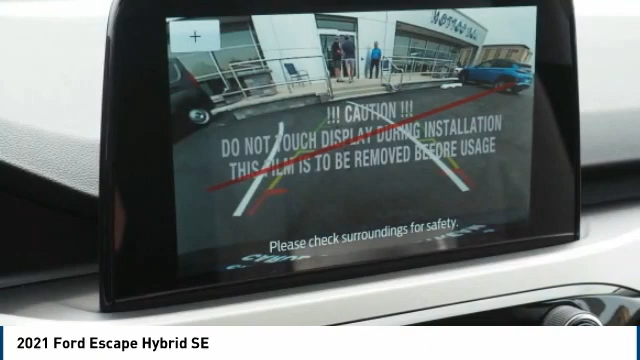 +
!!! CAUTION !!!
DO NOT TOUCH DISPLAY DURING INSTALLATION
THIS FILM IS TO BE REMOVED BEFORE USAGE
Please check surroundings for safety.
2021 Ford Escape Hybrid SE